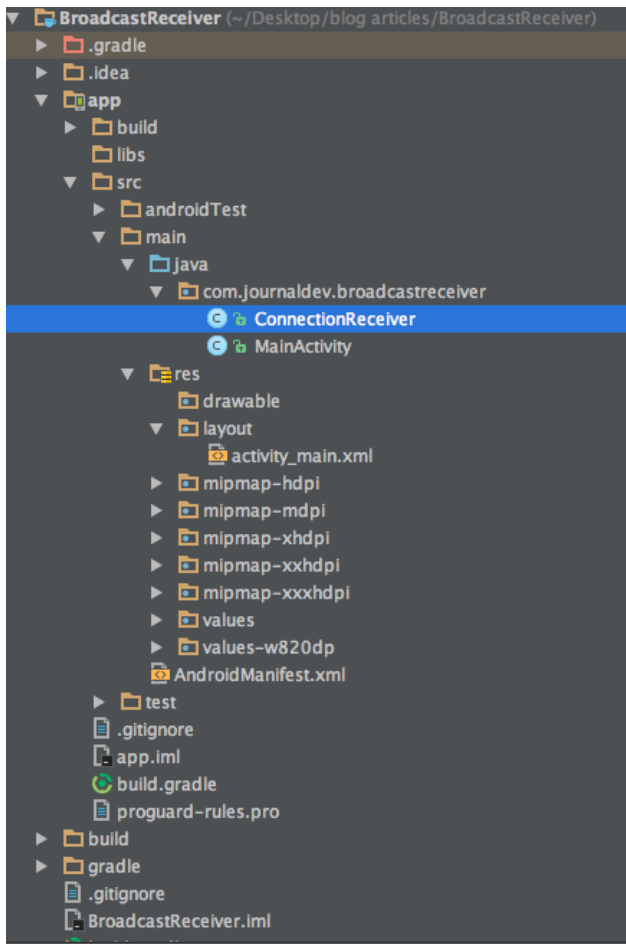 BroadcastReceiver (~/Desktop/blog articles/BroadcastReceiver)
.gradle
.idea
app
build
libs
src
androidTest
main
java
com.journaldev.broadcastreceiver
C ConnectionReceiver
C MainActivity
res
drawable
layout
activity_main.xml
mipmap-hdpi
mipmap-mdpi
mipmap-xhdpi
mipmap-xxhdpi
mipmap-xxxhdpi
values
values-w820dp
AndroidManifest.xml
test
.gitignore
app.iml
build.gradle
proguard-rules.pro
build
gradle
.gitignore
BroadcastReceiver.iml